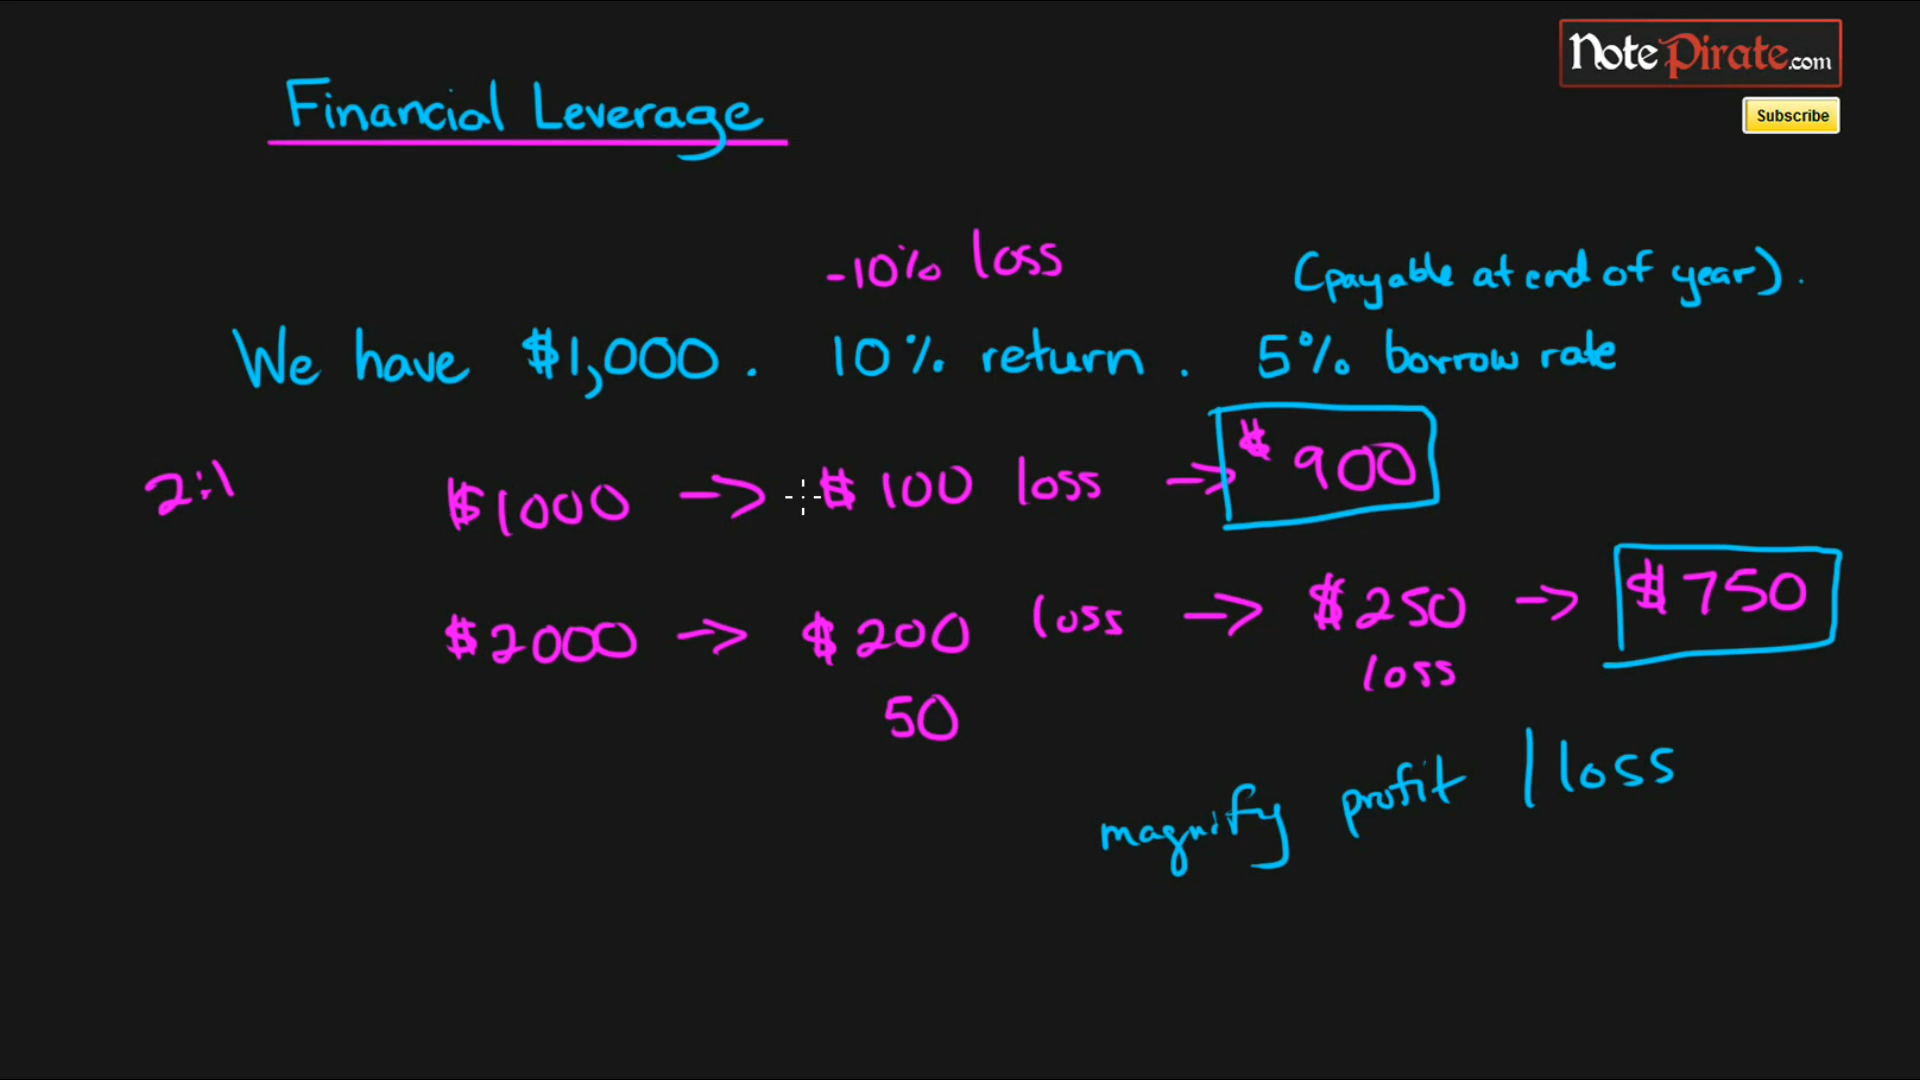 NotePirate.com
Subscribe
Financial Leverage
-10% loss
(payable at end of year).
We have $1,000. 10% return. 5% borrow rate
2:1
$1000 -> $100 loss -> $900
$2000 -> $200 loss -> $250 -> $750
loss
50
magnify profit / loss